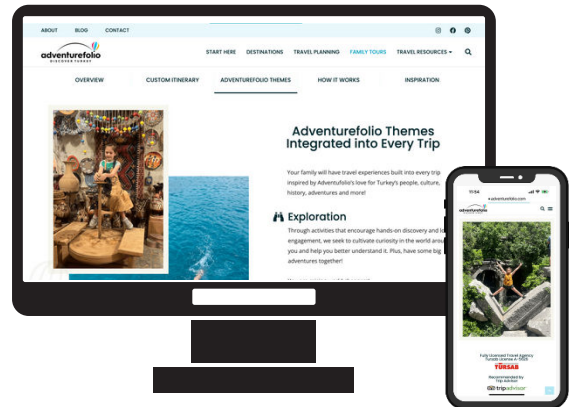 ABOUT BLOG CONTACT
adventurefolio
DISCOVER TURKEY
START HERE DESTINATIONS TRAVEL PLANNING FAMILY TOURS TRAVEL RESOURCES
OVERVIEW CUSTOM ITINERARY ADVENTUREFOLIO THEMES HOW IT WORKS INSPIRATION
Adventurefolio Themes
Integrated into Every Trip
Your family will have travel experiences built into every trip
inspired by Adventufolio's love for Turkey's people, culture,
history, adventures and more!
Exploration
Through activities that encourage hands-on discovery and
engagement, we seek to cultivate curiosity in the world
you and help you better understand it. Plus, have some big
adventures together!
11:54
adventurefolio.com
adventurefolio
Fully Licensed Travel Agency
Tursab License A-
TÜRSAB
Recommended by
Trip Advisor
tripadvisor